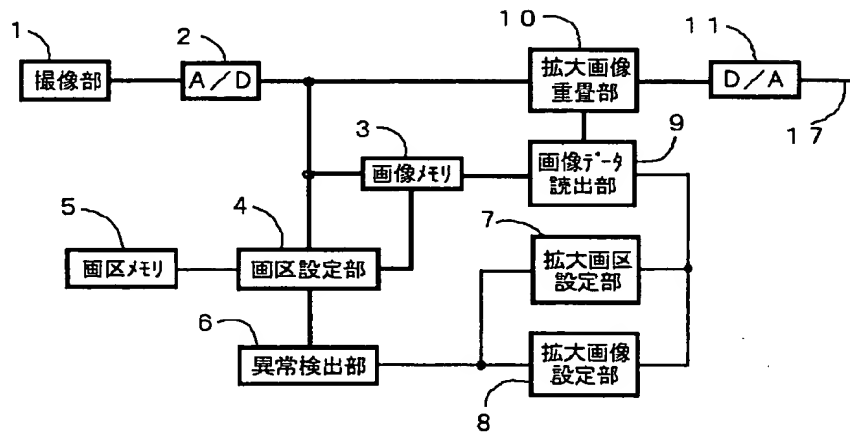 1
撮像部
2
A/D
10
拡大画像
重畳部
11
D/A
17
3
画像メモリ
9
画像データ
読出部
5
画区メモリ
4
画区設定部
7
拡大画区
設定部
6
異常検出部
拡大画像
設定部
8